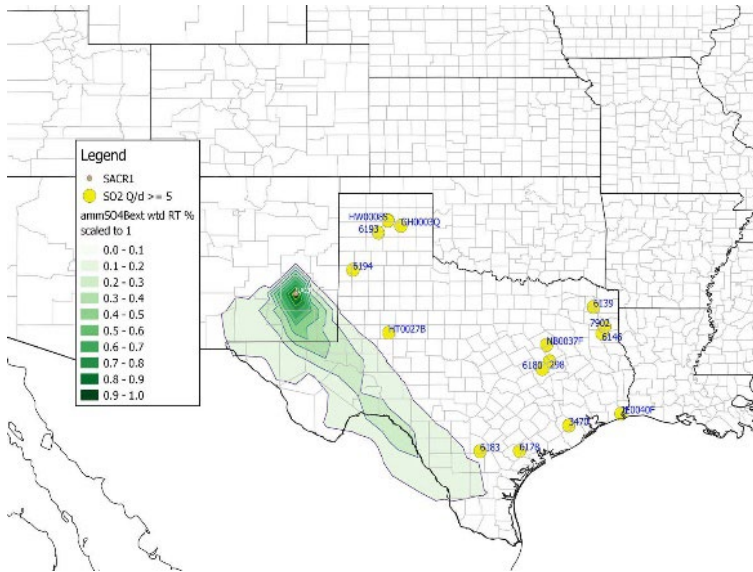 Legend
SACR1
SO2 Q/d >= 5
ammSO4Bext wtd RT %
scaled to 1
0.0 - 0.1
0.1 - 0.2
0.2 - 0.3
0.3 - 0.4
0.4 - 0.5
0.5 - 0.6
0.6 - 0.7
0.7 - 0.8
0.8 - 0.9
0.9 - 1.0
HW0008S
GH0003Q
6193
6194
HT0027B
6139
7902
6146
NB0037F
6180
298
3470
6183
6178